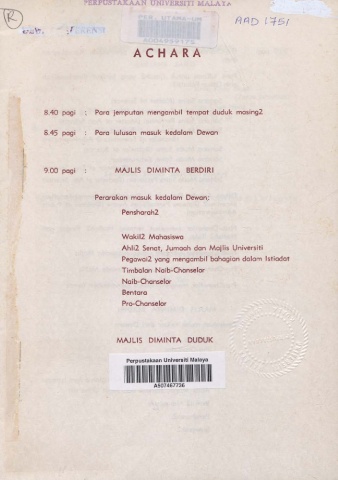 PERPUSTAKAAN UNIVERSITI MALAYA
R
AAD 1751
ACHARA
8.40 pagi : Para jemputan mengambil tempat duduk masing2
8.45 pagi : Para lulusan masuk kedalam Dewan
9.00 pagi : MAJLIS DIMINTA BERDIRI
Perarakan masuk kedalam Dewan;
Pensharah2
Wakil2 Mahasiswa
Ahli2 Senat, Jumaah dan Majlis Universiti
Pegawai2 yang mengambil bahagian dalam Istiadat
Timbalan Naib-Chanselor
Naib-Chanselor
Bentara
Pro-Chanselor
MAJLIS DIMINTA DUDUK
Perpustakaan Universiti Malaya
A507467736